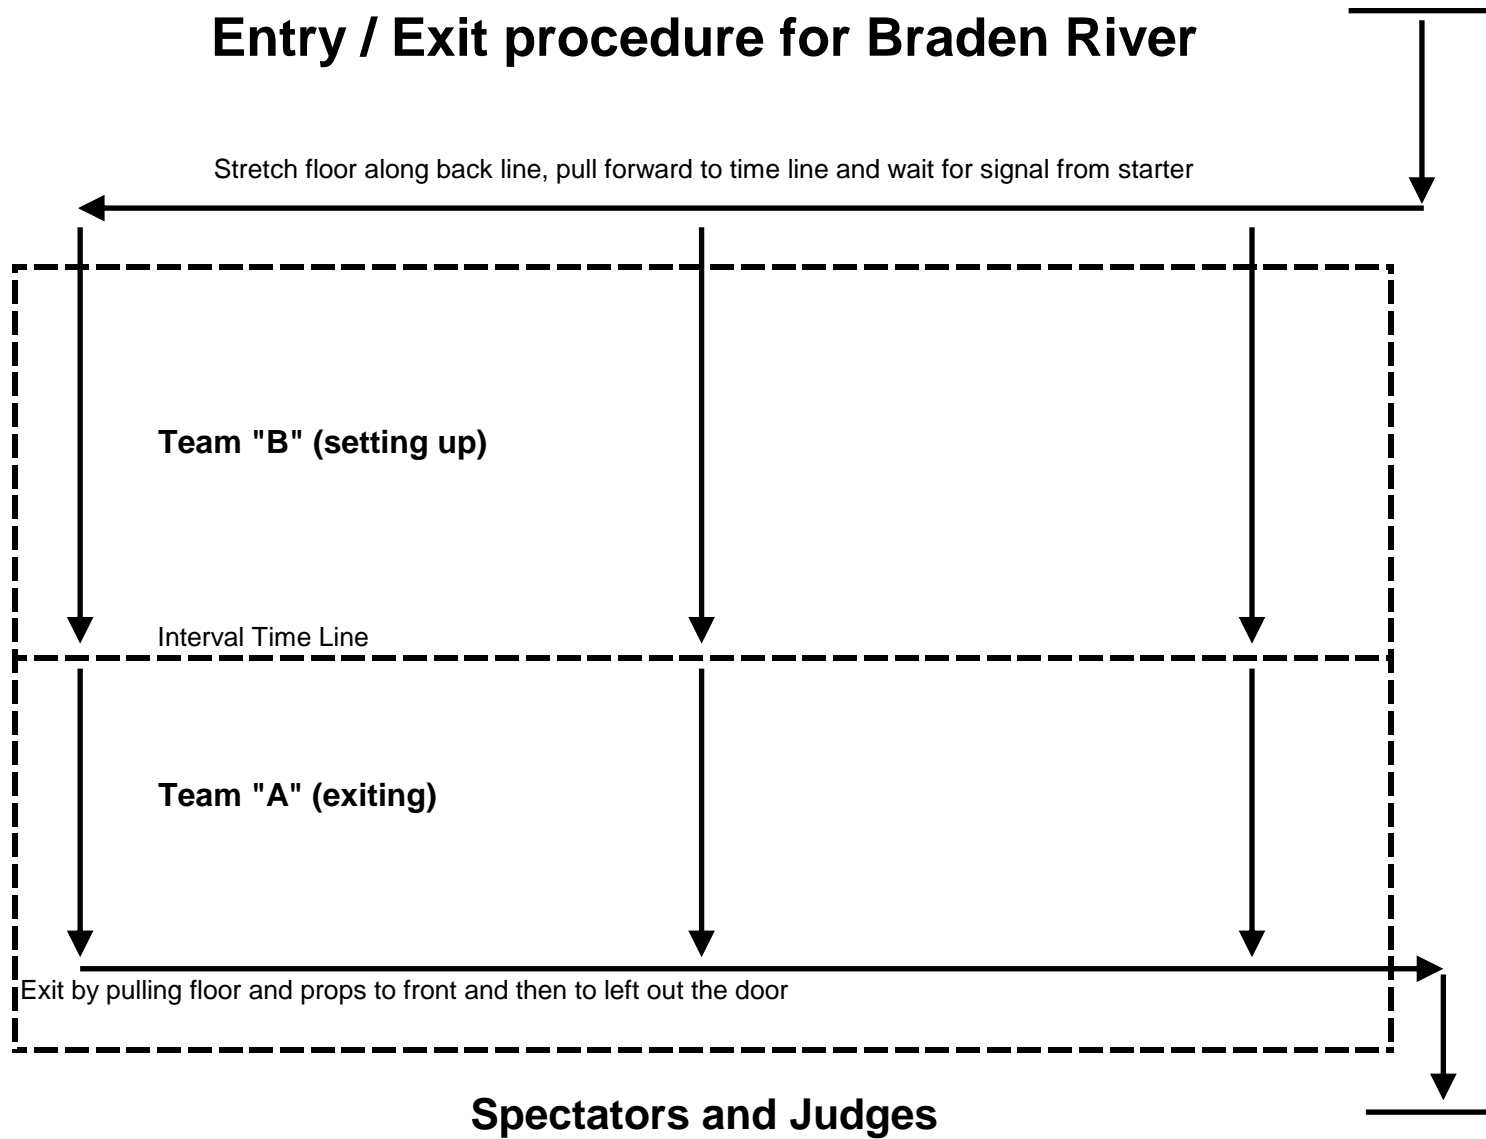 Entry / Exit procedure for Braden River
Stretch floor along back line, pull forward to time line and wait for signal from starter
Team "B" (setting up)
Interval Time Line
Team "A" (exiting)
Exit by pulling floor and props to front and then to left out the door
Spectators and Judges